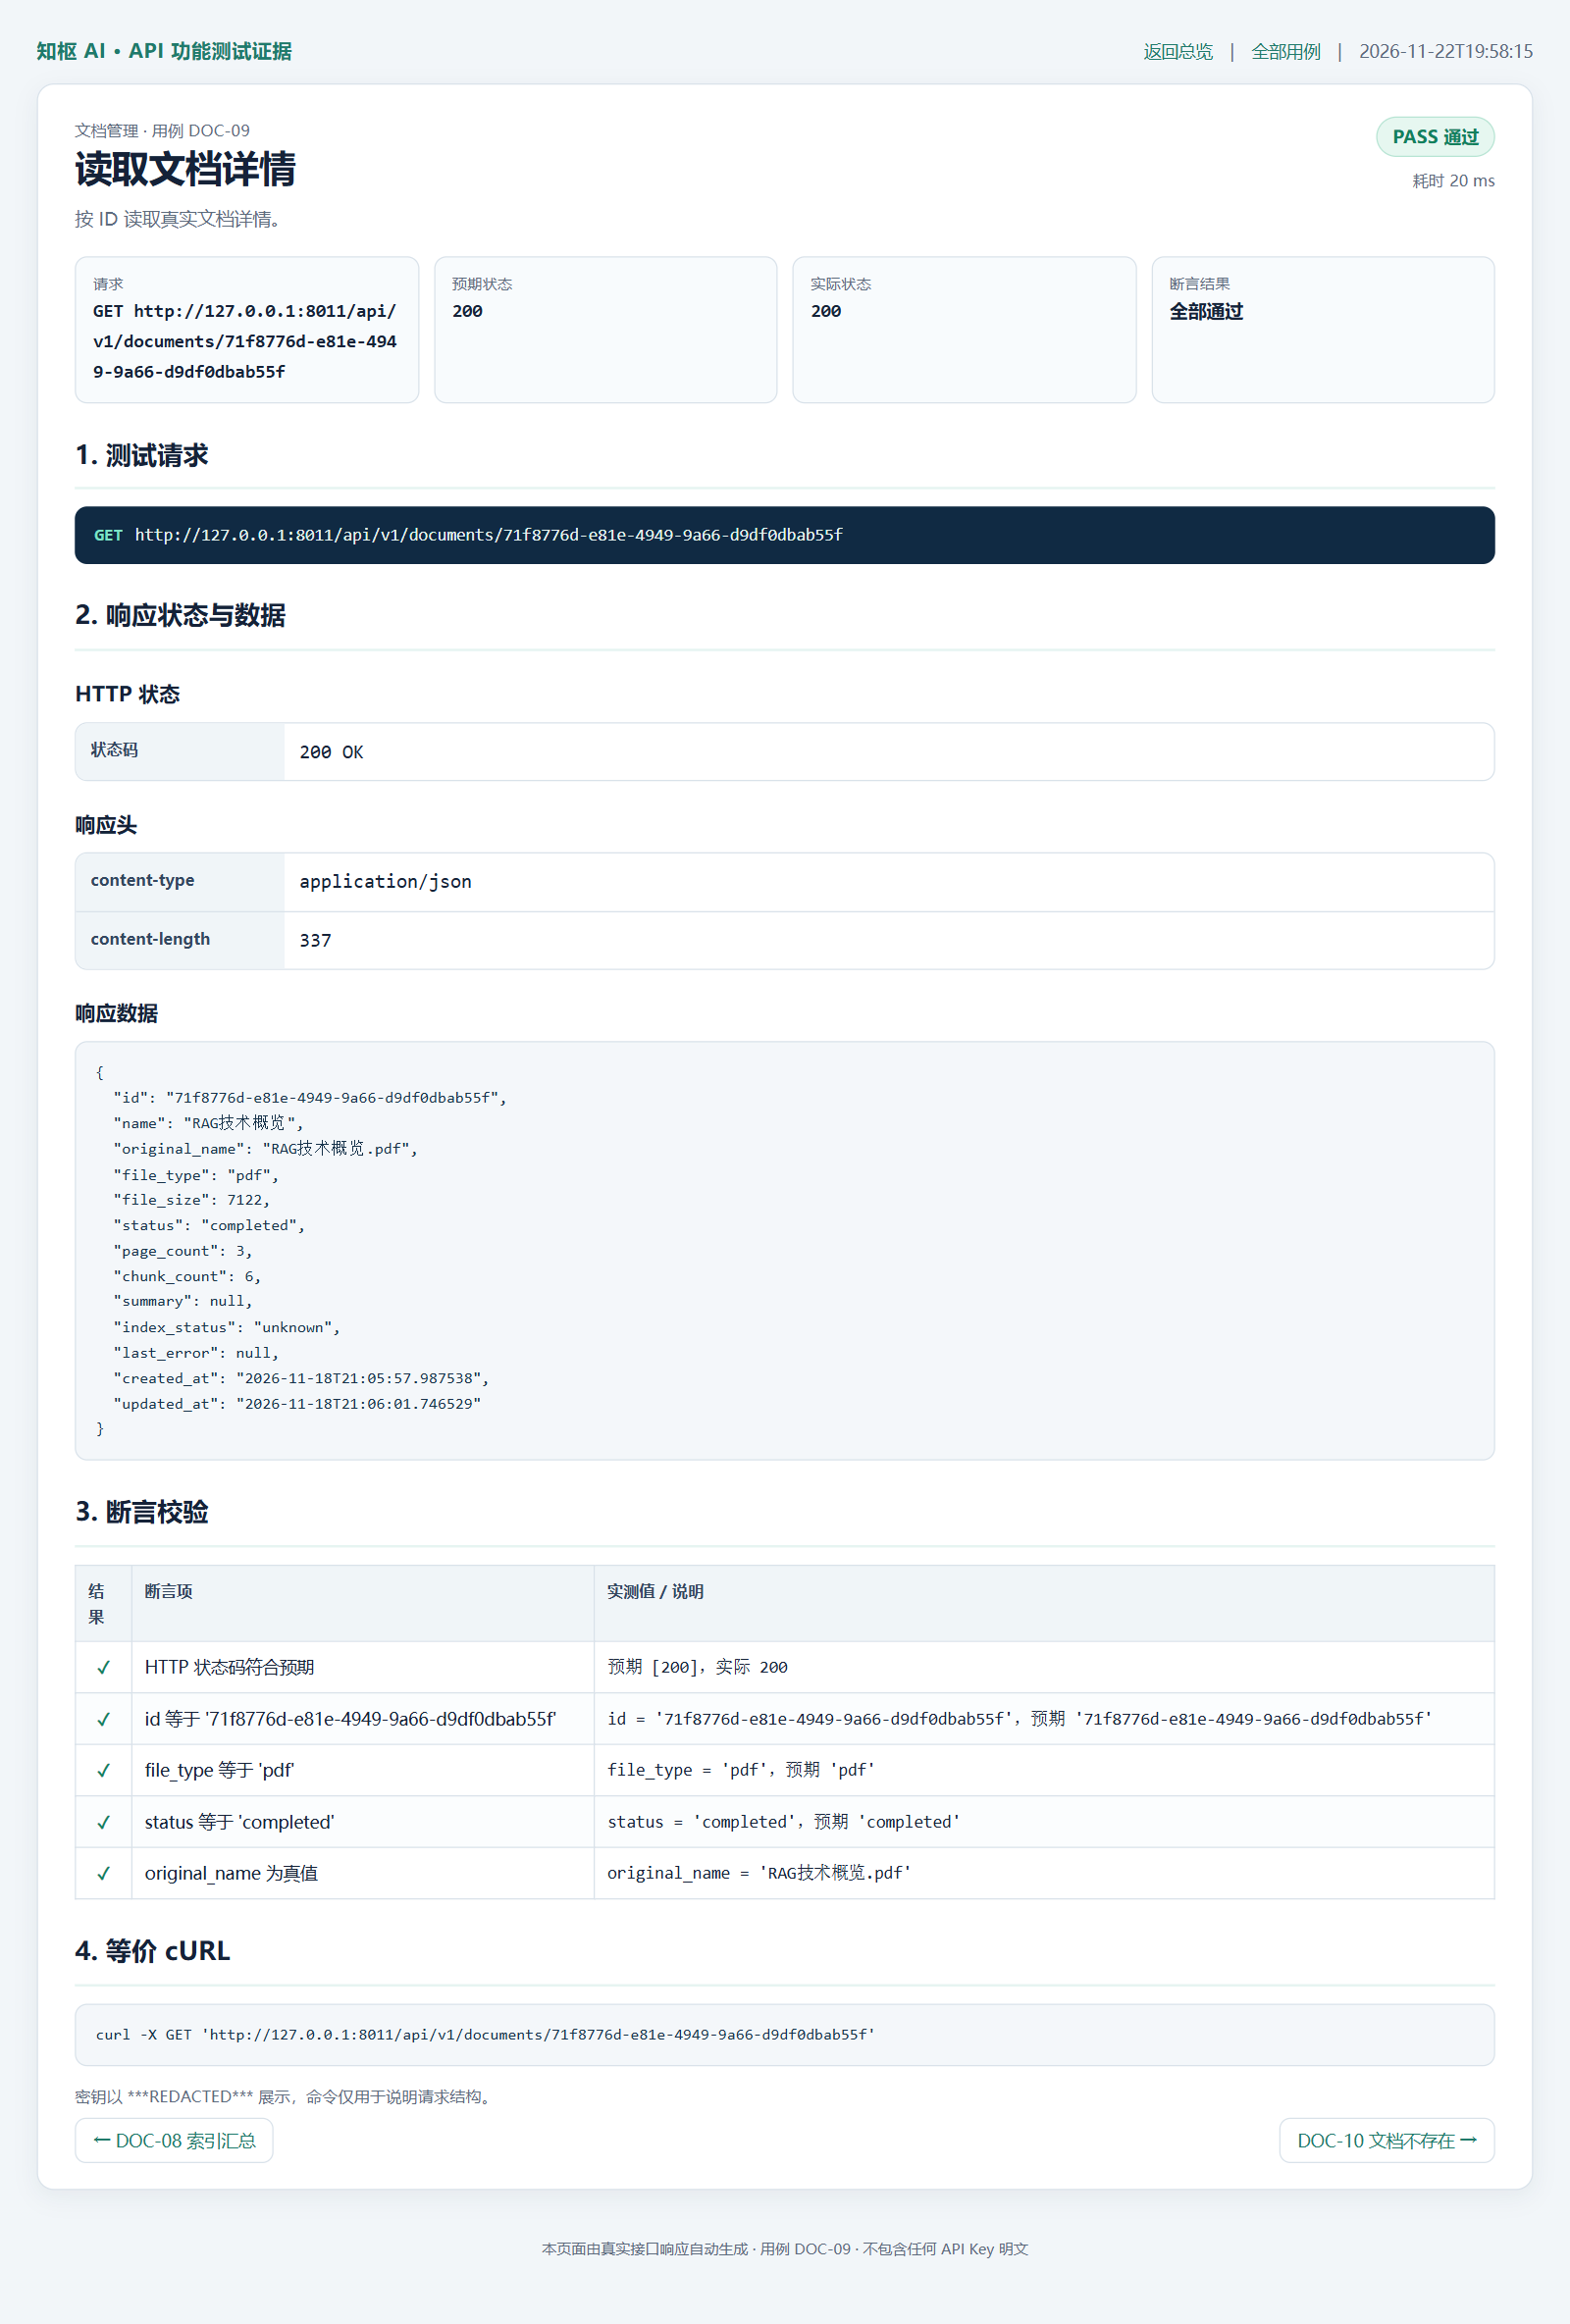 知枢 AI · API 功能测试证据
返回总览 | 全部用例 | 2026-11-22T19:58:15
文档管理 · 用例 DOC-09
读取文档详情
按 ID 读取真实文档详情。
PASS 通过
耗时 20 ms
请求
GET http://127.0.0.1:8011/api/
v1/documents/71f8776d-e81e-494
9-9a66-d9df0dbab55f
预期状态
200
实际状态
200
断言结果
全部通过
1. 测试请求
GET http://127.0.0.1:8011/api/v1/documents/71f8776d-e81e-4949-9a66-d9df0dbab55f
2. 响应状态与数据
HTTP 状态
状态码 200 OK
响应头
content-type application/json
content-length 337
响应数据
{
  "id": "71f8776d-e81e-4949-9a66-d9df0dbab55f",
  "name": "RAG技术概览",
  "original_name": "RAG技术概览.pdf",
  "file_type": "pdf",
  "file_size": 7122,
  "status": "completed",
  "page_count": 3,
  "chunk_count": 6,
  "summary": null,
  "index_status": "unknown",
  "last_error": null,
  "created_at": "2026-11-18T21:05:57.987538",
  "updated_at": "2026-11-18T21:06:01.746529"
}
3. 断言校验
结果 断言项 实测值 / 说明
✓ HTTP 状态码符合预期 预期 [200]，实际 200
✓ id 等于 '71f8776d-e81e-4949-9a66-d9df0dbab55f' id = '71f8776d-e81e-4949-9a66-d9df0dbab55f'，预期 '71f8776d-e81e-4949-9a66-d9df0dbab55f'
✓ file_type 等于 'pdf' file_type = 'pdf'，预期 'pdf'
✓ status 等于 'completed' status = 'completed'，预期 'completed'
✓ original_name 为真值 original_name = 'RAG技术概览.pdf'
4. 等价 cURL
curl -X GET 'http://127.0.0.1:8011/api/v1/documents/71f8776d-e81e-4949-9a66-d9df0dbab55f'
密钥以 ***REDACTED*** 展示，命令仅用于说明请求结构。
← DOC-08 索引汇总
DOC-10 文档不存在 →
本页面由真实接口响应自动生成 · 用例 DOC-09 · 不包含任何 API Key 明文